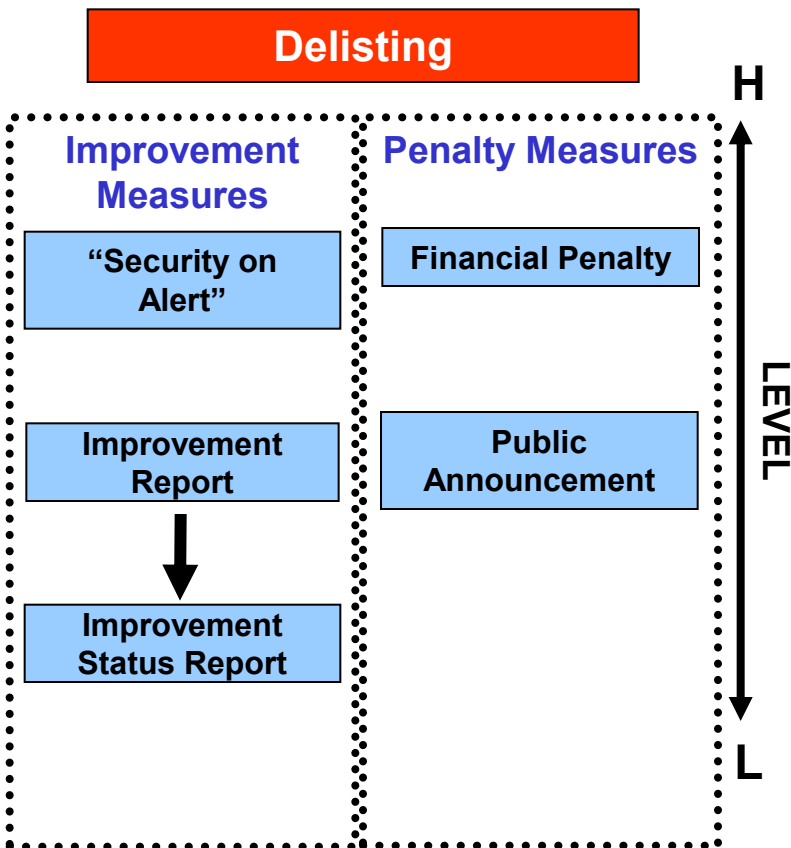 Delisting
H
Improvement
Measures
“Security on
Alert”
Improvement
Report
Improvement
Status Report
Penalty Measures
Financial Penalty
Public
Announcement
LEVEL
L